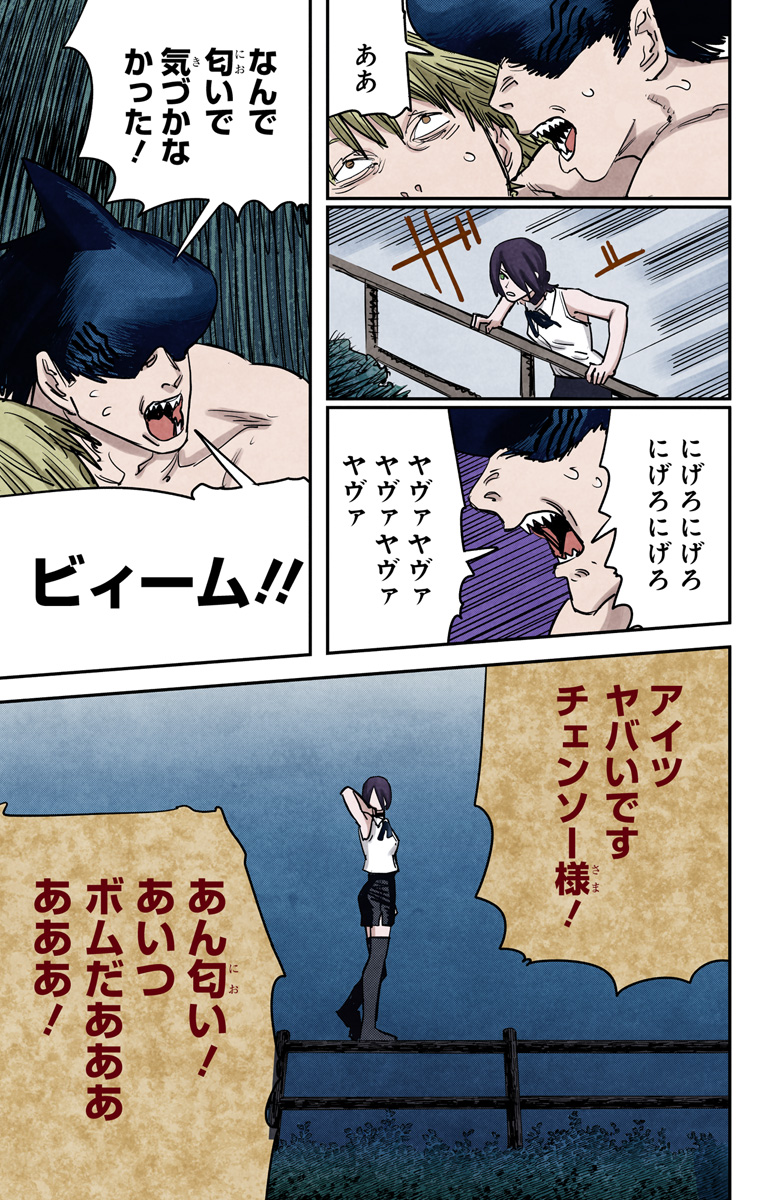 ああ
ガッ
にげろにげろ
にげろにげろ
ヤヴァヤヴァ
ヤヴァヤヴァ
ヤヴァ
なんで
匂いで
気づかな
かった!
ビィーム!!
アイツ
ヤバいです
チェンソー様!
あん匂い!
あいつ
ボムだあああ
あああ!